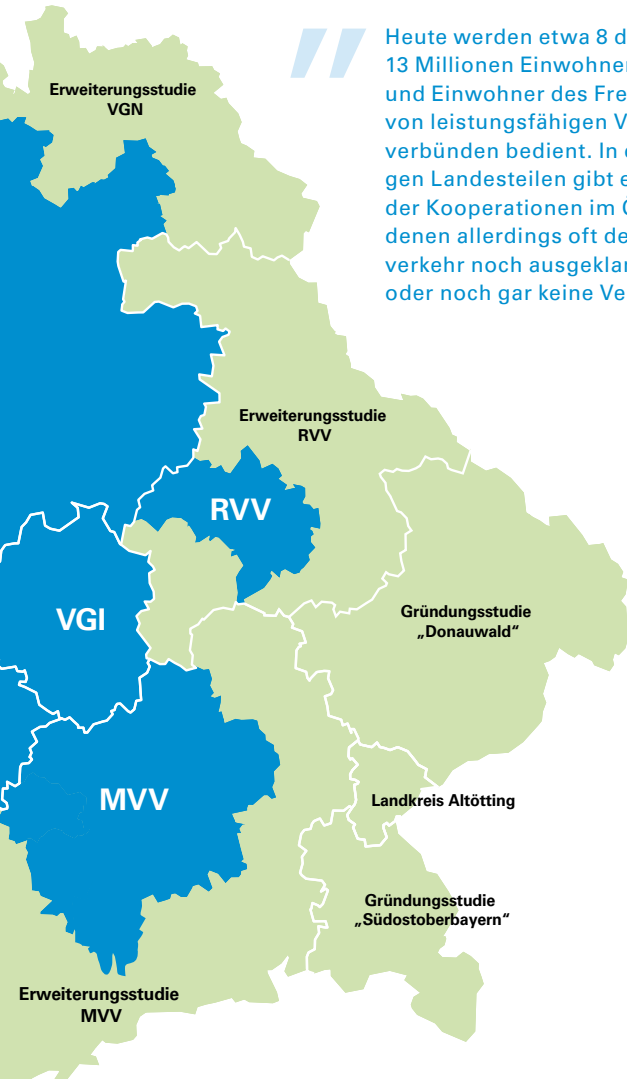 Heute werden etwa 8 d
13 Millionen Einwohner
und Einwohner des Fre
von leistungsfähigen V
verbünden bedient. In
gen Landesteilen gibt e
der Kooperationen im
denen allerdings oft de
verkehr noch ausgeklar
oder noch gar keine Ve
Erweiterungsstudie
VGN
Erweiterungsstudie
RVV
RVV
VGI
Gründungsstudie
„Donauwald“
MVV
Landkreis Altötting
Gründungsstudie
„Südostoberbayern“
Erweiterungsstudie
MVV